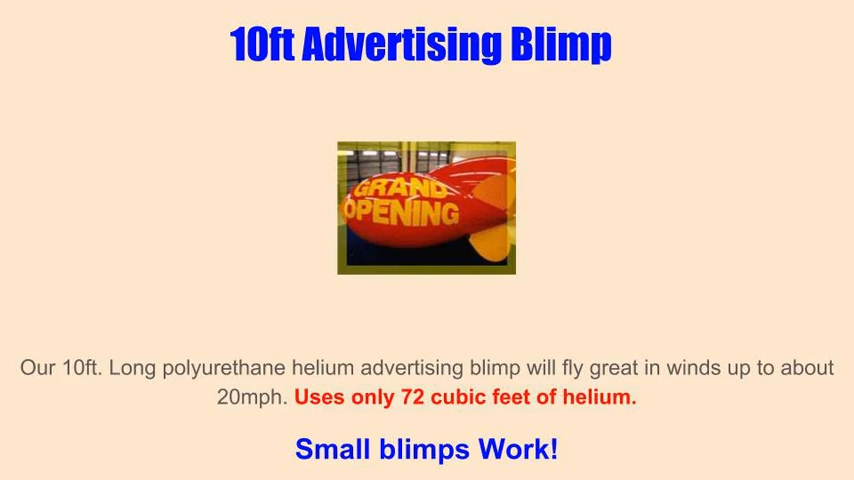 10ft Advertising Blimp
GRAND
OPENING
Our 10ft. Long polyurethane helium advertising blimp will fly great in winds up to about
20mph. Uses only 72 cubic feet of helium.
Small blimps Work!